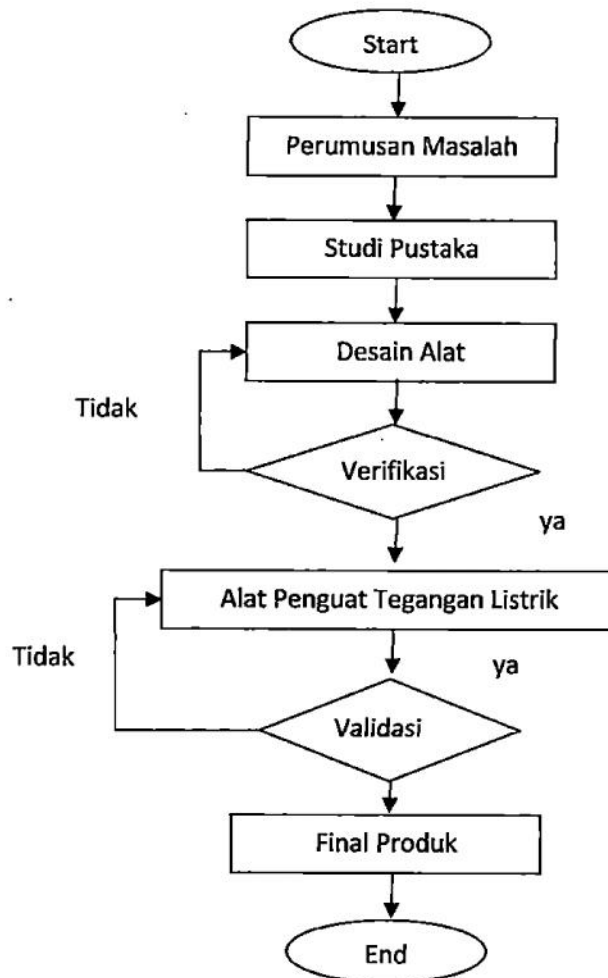 Start
Perumusan Masalah
Studi Pustaka
Desain Alat
Tidak
Verifikasi
ya
Alat Penguat Tegangan Listrik
Tidak
ya
Validasi
Final Produk
End